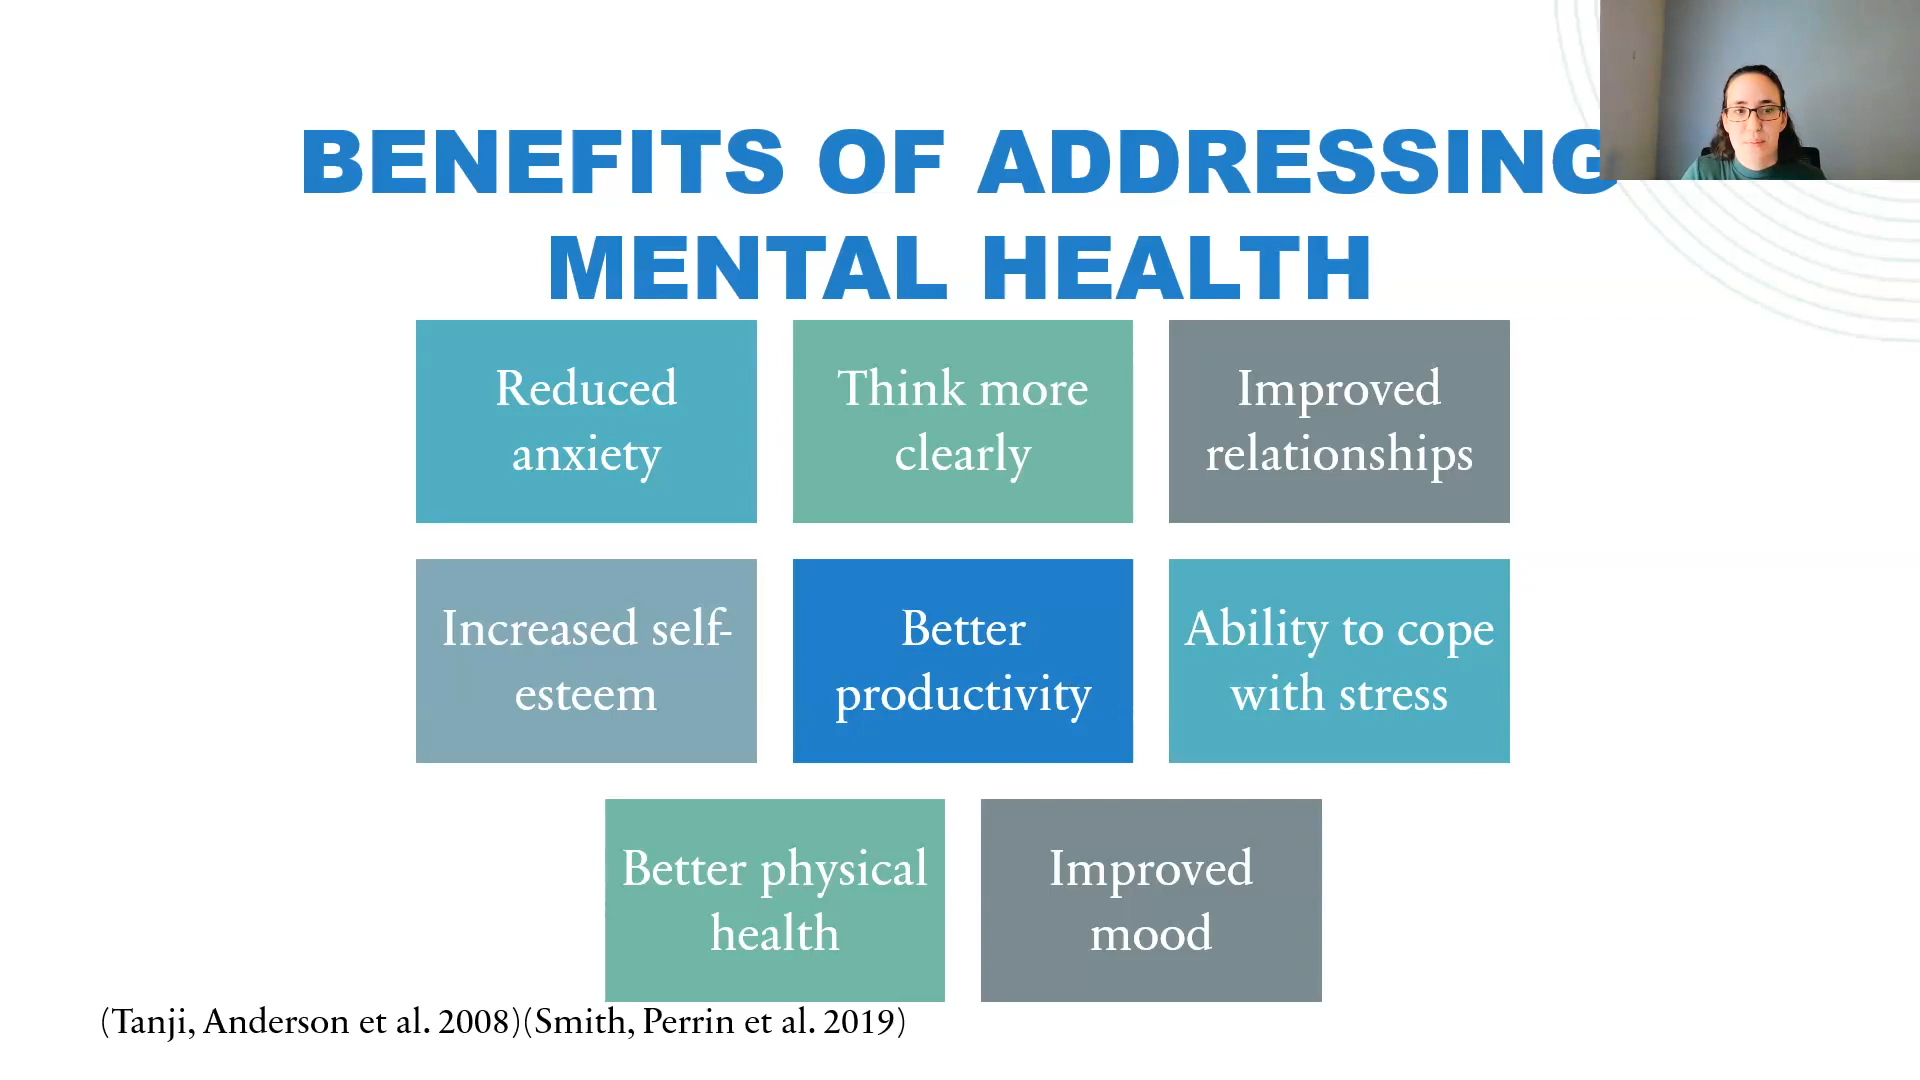 BENEFITS OF ADDRESSING
MENTAL HEALTH
Reduced
anxiety
Think more
clearly
Improved
relationships
Increased self-
esteem
Better
productivity
Ability to cope
with stress
Better physical
health
Improved
mood
(Tanji, Anderson et al. 2008)(Smith, Perrin et al. 2019)